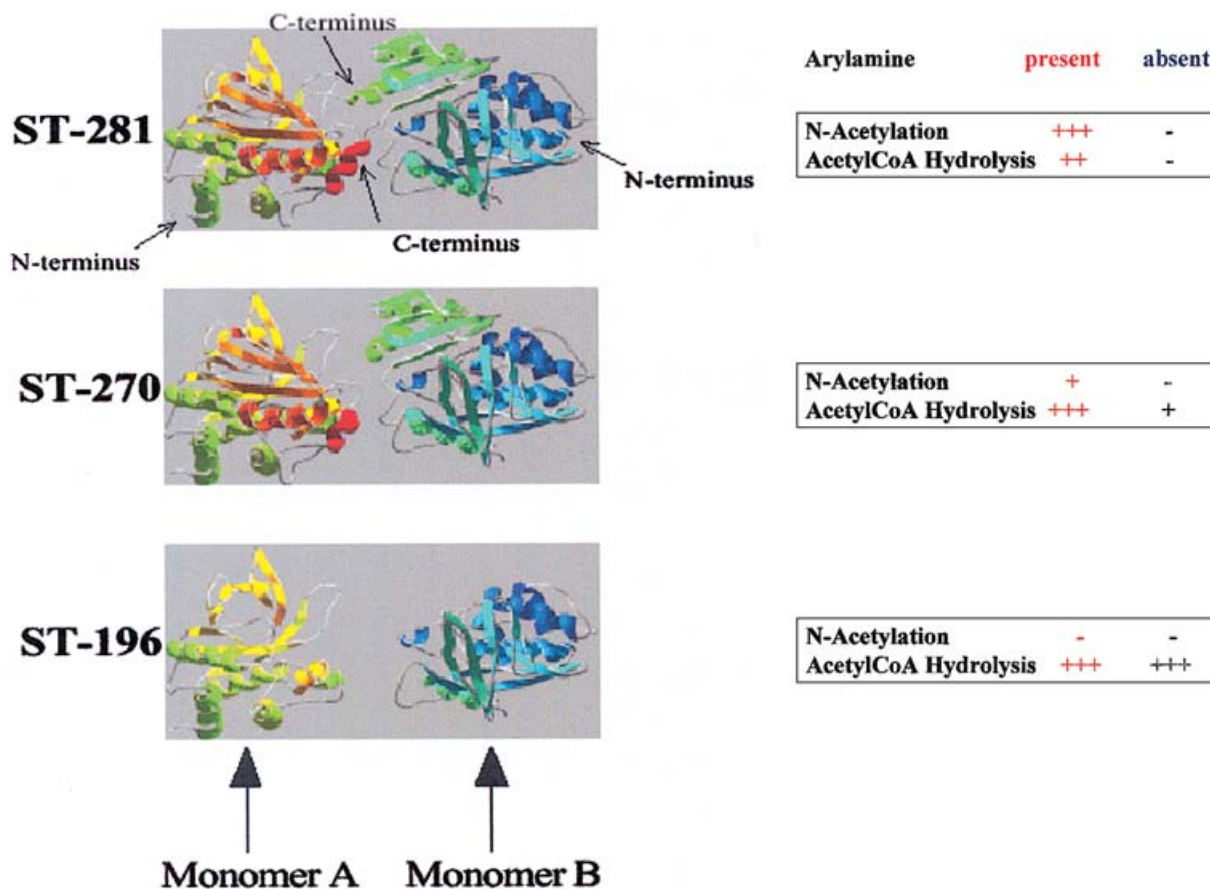 C-terminus
Arylamine present absent
ST-281
N-Acetylation +++ -
AcetylCoA Hydrolysis ++ -
N-terminus
C-terminus
N-terminus
ST-270
N-Acetylation + -
AcetylCoA Hydrolysis +++ +
ST-196
N-Acetylation - -
AcetylCoA Hydrolysis +++ +++
Monomer A Monomer B